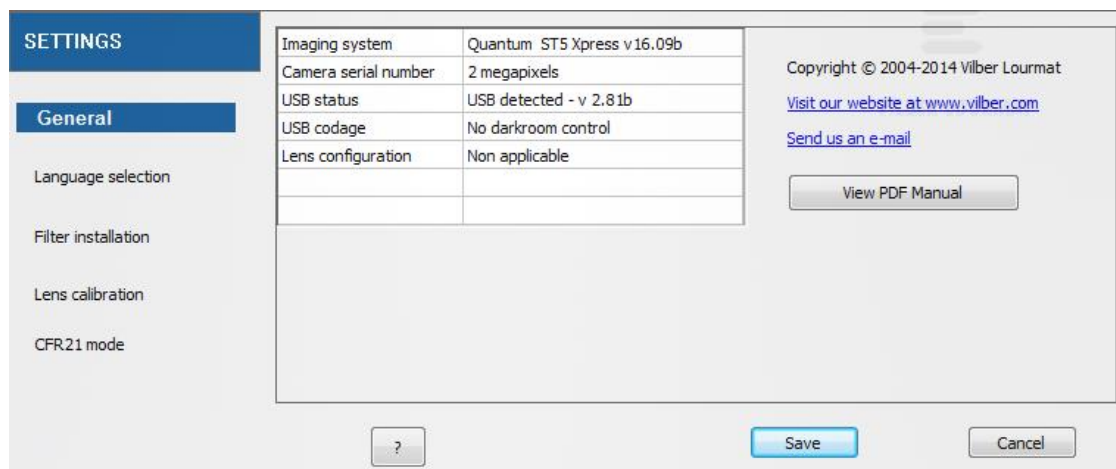 SETTINGS
General
Language selection
Filter installation
Lens calibration
CFR21 mode
Imaging system Quantum ST5 Xpress v16.09b
Camera serial number 2 megapixels
USB status USB detected - v 2.81b
USB codage No darkroom control
Lens configuration Non applicable
Copyright © 2004-2014 Vilber Lourmat
Visit our website at www.vilber.com
Send us an e-mail
View PDF Manual
?
Save
Cancel